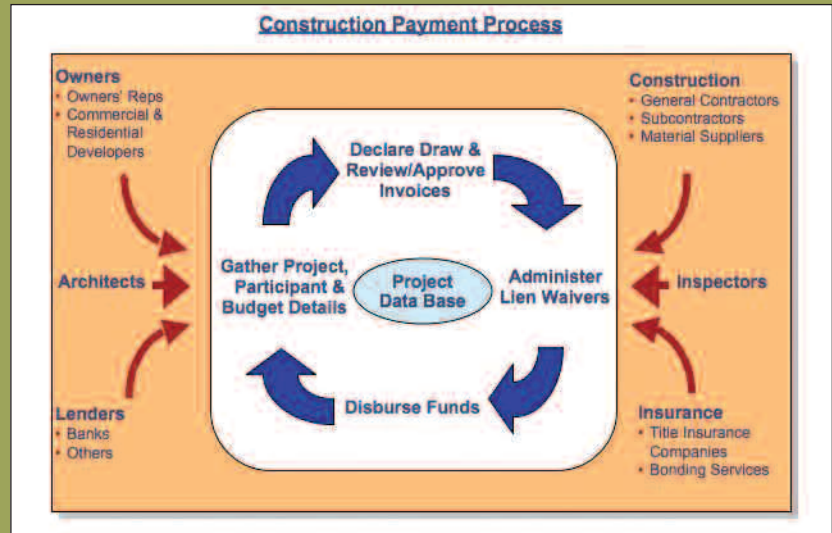 Construction Payment Process
Owners
• Owners' Reps
• Commercial &
Residential
Developers
Construction
• General Contractors
• Subcontractors
• Material Suppliers
Declare Draw &
Review/Approve
Invoices
Architects
Gather Project,
Participant &
Budget Details
Project
Data Base
Administer
Lien Waivers
Inspectors
Disburse Funds
Lenders
• Banks
• Others
Insurance
• Title Insurance
Companies
• Bonding Services